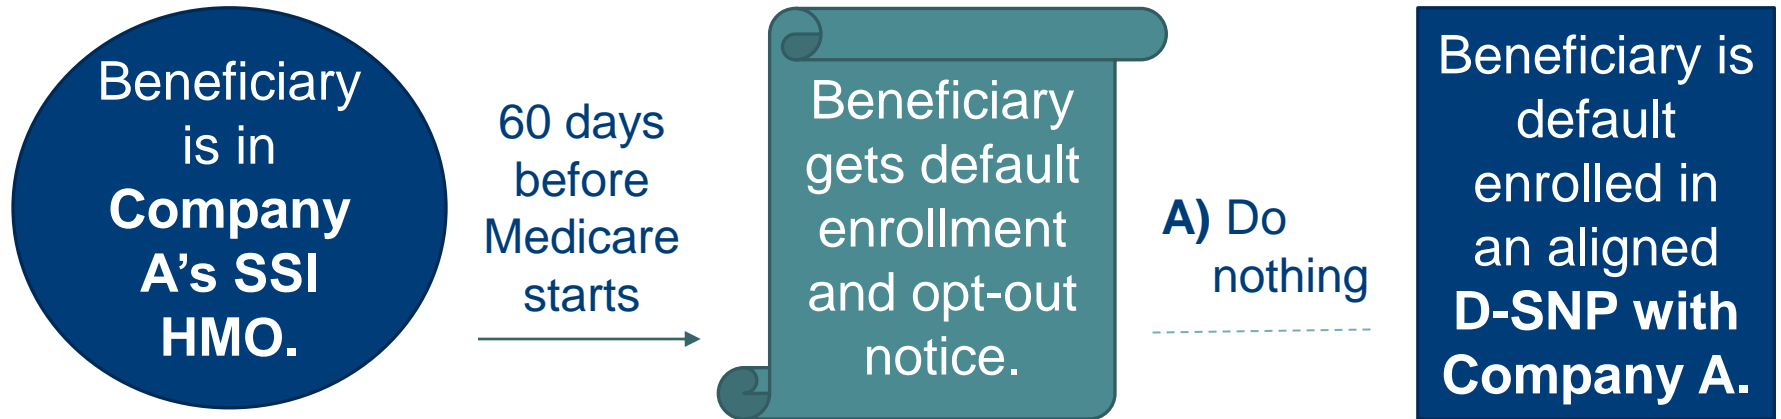 Beneficiary
is in
Company
A’s SSI
HMO.
60 days
before
Medicare
starts
Beneficiary
gets default
enrollment
and opt-out
notice.
A) Do
nothing
Beneficiary is
default
enrolled in
an aligned
D-SNP with
Company A.